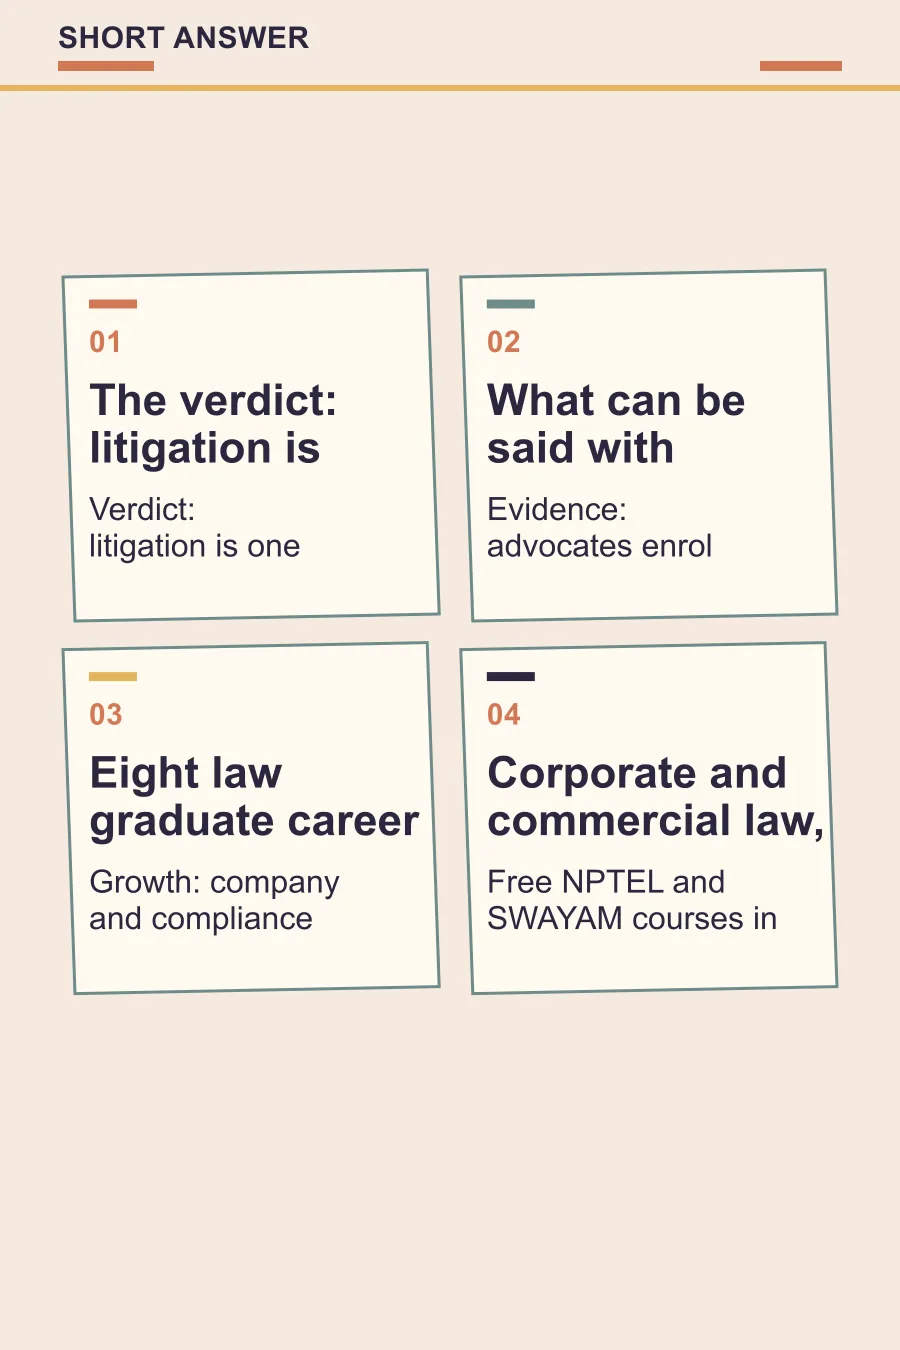 SHORT ANSWER
01
The verdict:
litigation is
Verdict:
litigation is one
02
What can be
said with
Evidence:
advocates enrol
03
Eight law
graduate career
Growth: company
and compliance
04
Corporate and
commercial law,
Free NPTEL and
SWAYAM courses in